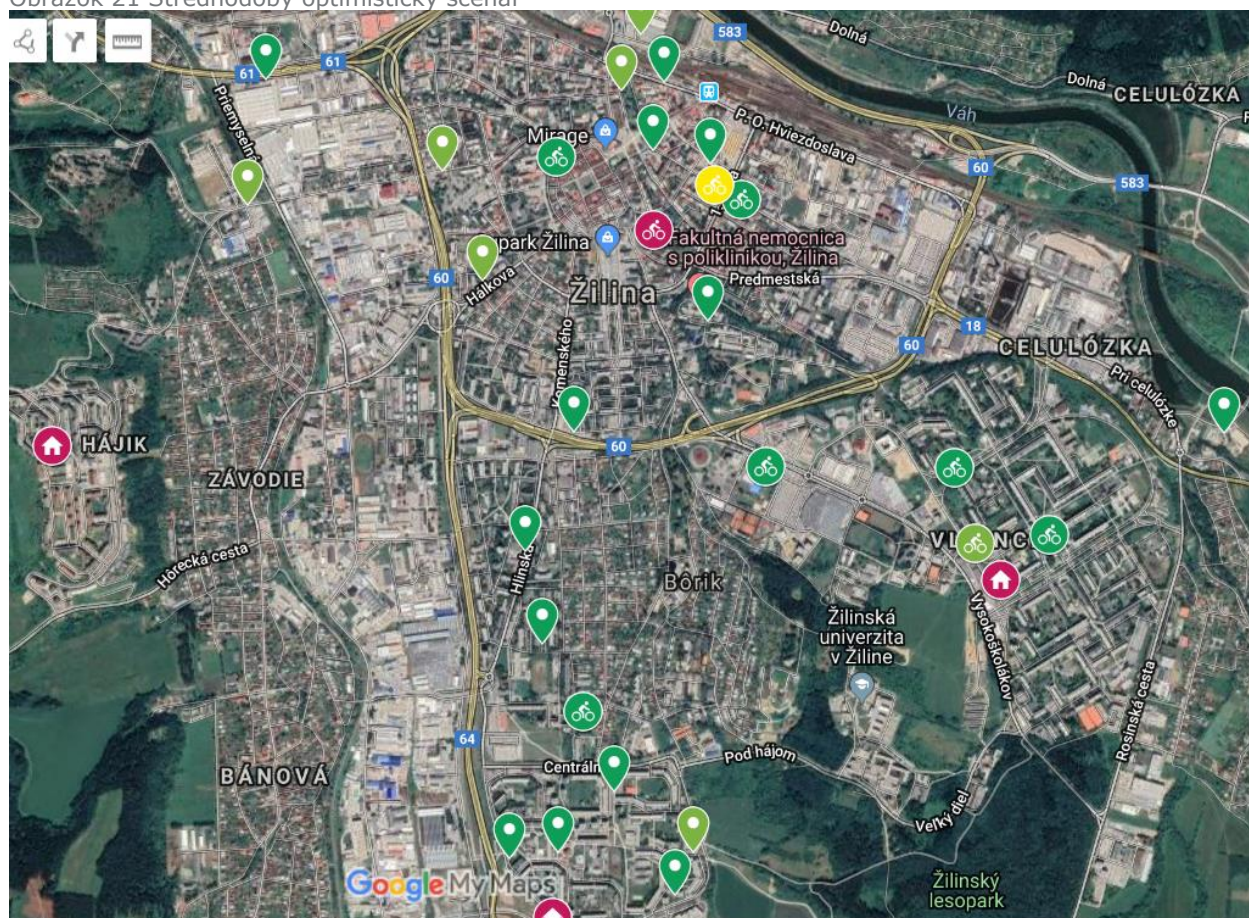 Obrázok 21 Strednodobý optimistický scenár
583
Dolná
Dolná
CELULÓZKA
61
61
Priemyselná
Váh
Mirage
P. O. Hviezdoslava
60
583
park Žilina
Fakultná nemocnica
s poliklinikou, Žilina
60
Hálkova
Predmestská
Žilina
18
60
CELULÓZKA
Komenského
Pri celulózke
60
HÁJIK
ZÁVODIE
Hôrecká cesta
Hlinská
Bôrik
Vysokoškolákov
Žilinská
univerzita
v Žiline
Rosinská cesta
64
Centráln
Pod hájom
BÁNOVÁ
Veľký diel
Google My Maps
Žilinský
lesopark